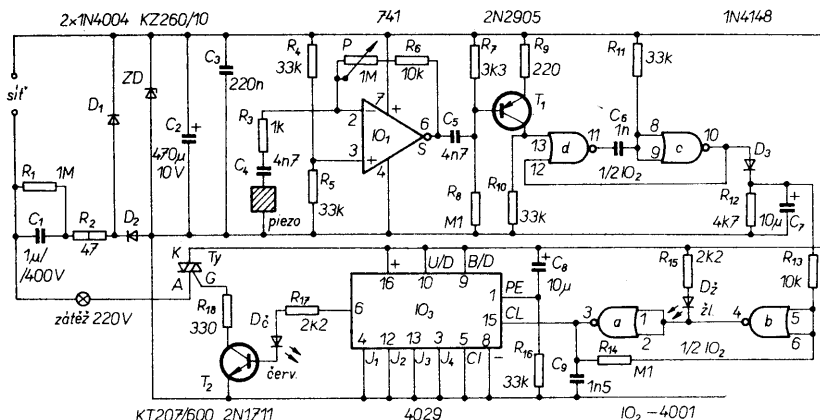 2x1N4004 KZ260/10 741 2N2905 1N4148
síť
R1 1M
C1 1μ/ /400V
R2 47
D1
D2
ZD
C2 470μ 10V
C3 220n
R3 1k
C4 4n7
piezo
R4 33k
R5 33k
P 1M
R6 10k
2 3 7 4 6
+ − +
IO1
S
C5 4n7
R7 3k3
R8 M1
R9 220
T1
R10 33k
13 12 d 11
C6 1n
1/2 IO2
R11 33k
8 9 c 10
D3
R12 4k7
10μ C7
R13 10k
K Ty
A G
zátěž 220V
R18 330
R17 2k2
Dč
červ.
T2
+ U/D B/D
16 10 9
PE 1
CL 15
IO3
6
4 12 13 3 5 8
J1 J2 J3 J4 CI −
C8 10μ
R16 33k
C9 1n5
3 a 1 2
R14 M1
R15 2k2
Dž žl.
4 b 5 6
1/2 IO2
KT207/600 2N1711 4029 IO2-4001